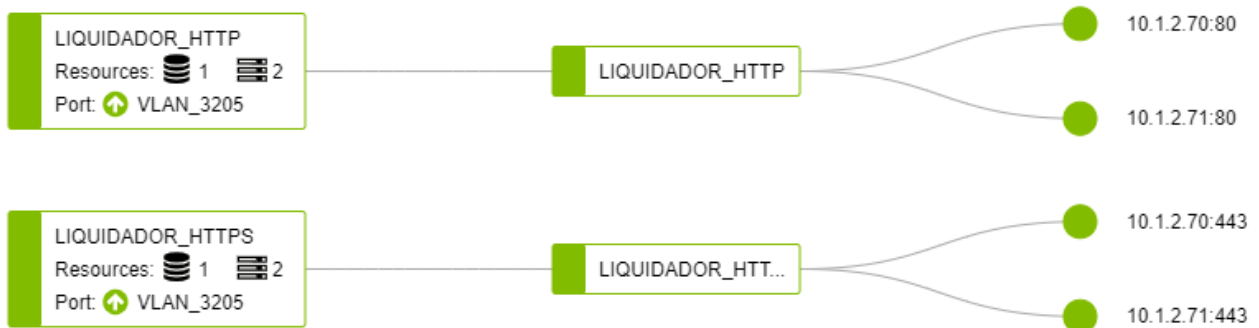 LIQUIDADOR_HTTP
Resources: 1 2
Port: VLAN_3205
LIQUIDADOR_HTTP
10.1.2.70:80
10.1.2.71:80
LIQUIDADOR_HTTPS
Resources: 1 2
Port: VLAN_3205
LIQUIDADOR_HTT...
10.1.2.70:443
10.1.2.71:443